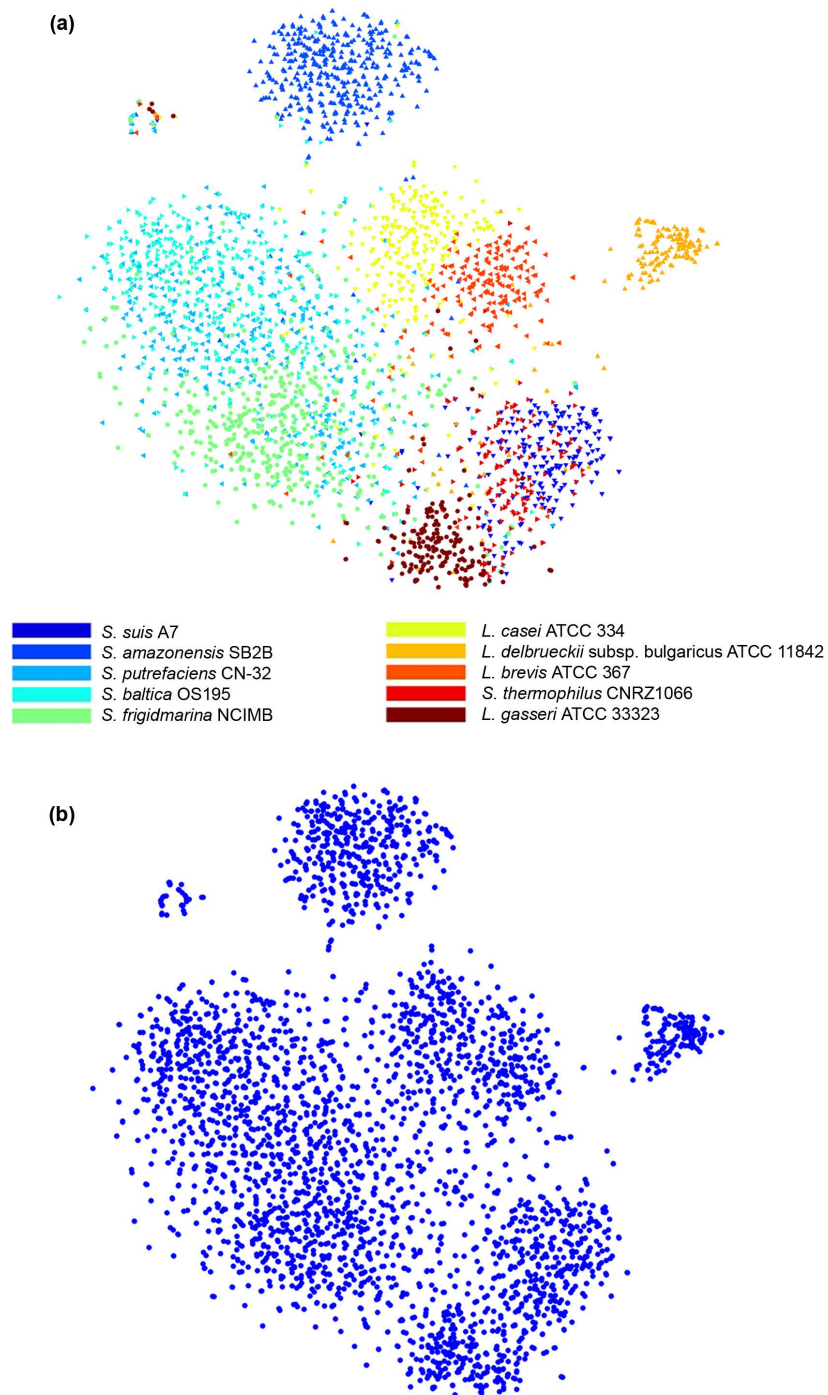 (a)
S. suis A7
S. amazonensis SB2B
S. putrefaciens CN-32
S. baltica OS195
S. frigidmarina NCIMB
L. casei ATCC 334
L. delbrueckii subsp. bulgaricus ATCC 11842
L. brevis ATCC 367
S. thermophilus CNRZ1066
L. gasseri ATCC 33323
(b)